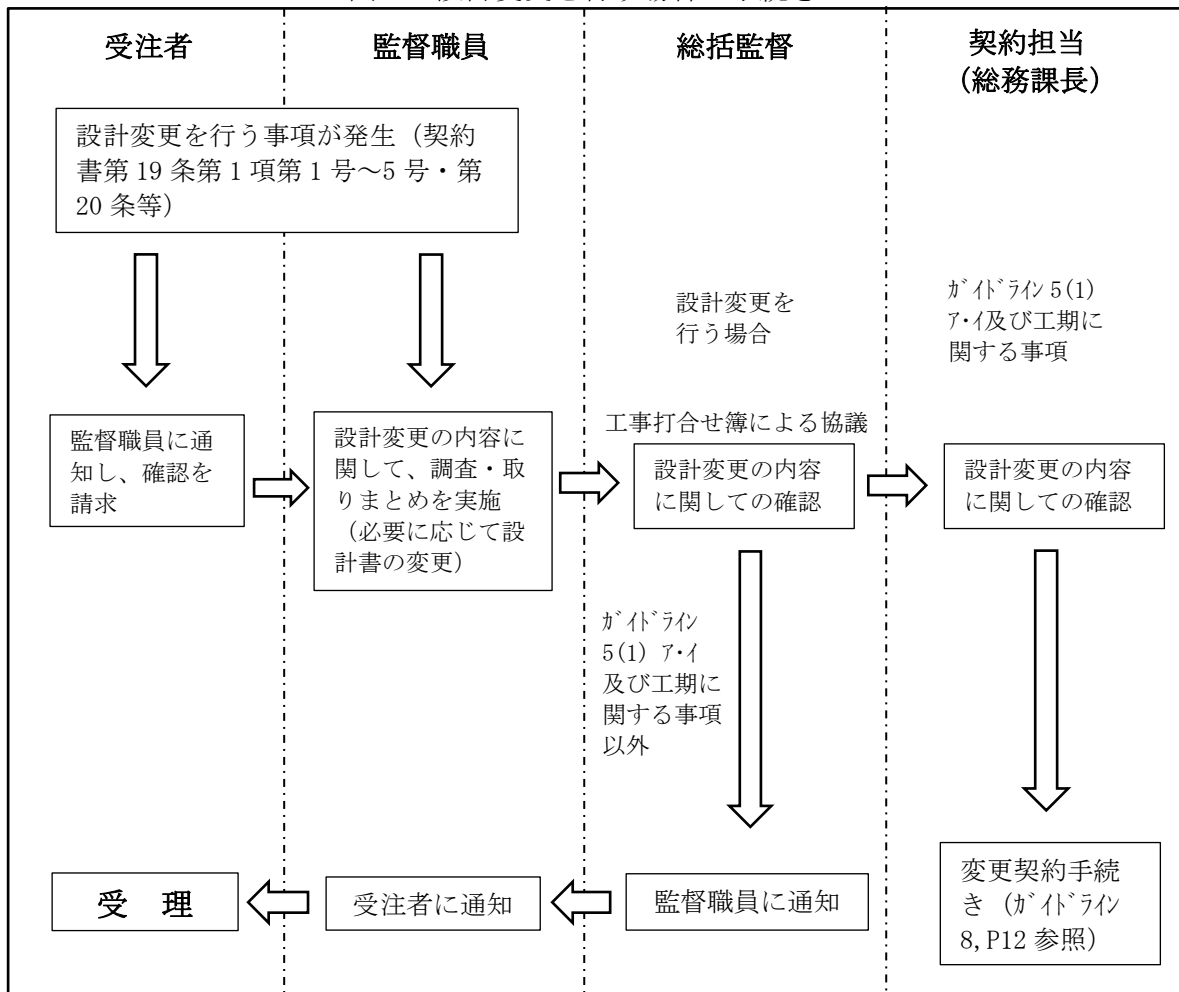 受注者
監督職員
総括監督
契約担当
(総務課長)
設計変更を行う事項が発生（契約
書第 19 条第 1 項第 1 号～5 号・第
20 条等）
設計変更を
行う場合
ｶﾞｲﾄﾞﾗｲﾝ 5(1)
ｱ･ｲ及び工期に
関する事項
監督職員に通
知し、確認を
請求
設計変更の内容に
関して、調査・取
りまとめを実施
（必要に応じて設
計書の変更）
工事打合せ簿による協議
設計変更の内容
に関しての確認
設計変更の内容
に関しての確認
ｶﾞｲﾄﾞﾗｲﾝ
5(1) ｱ･ｲ
及び工期に
関する事項
以外
受　理
受注者に通知
監督職員に通知
変更契約手続
き（ｶﾞｲﾄﾞﾗｲﾝ
8,P12 参照）